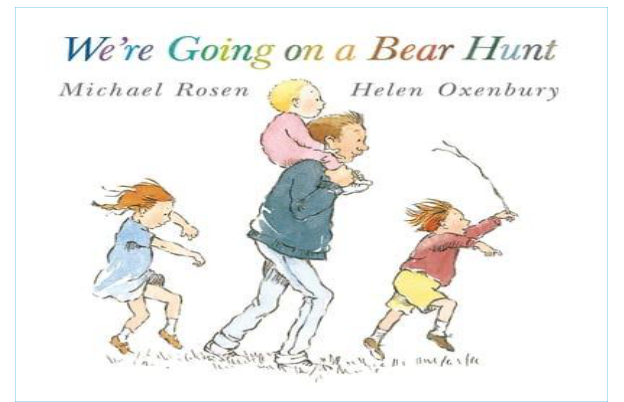 We're Going on a Bear Hunt
Michael Rosen Helen Oxenbury